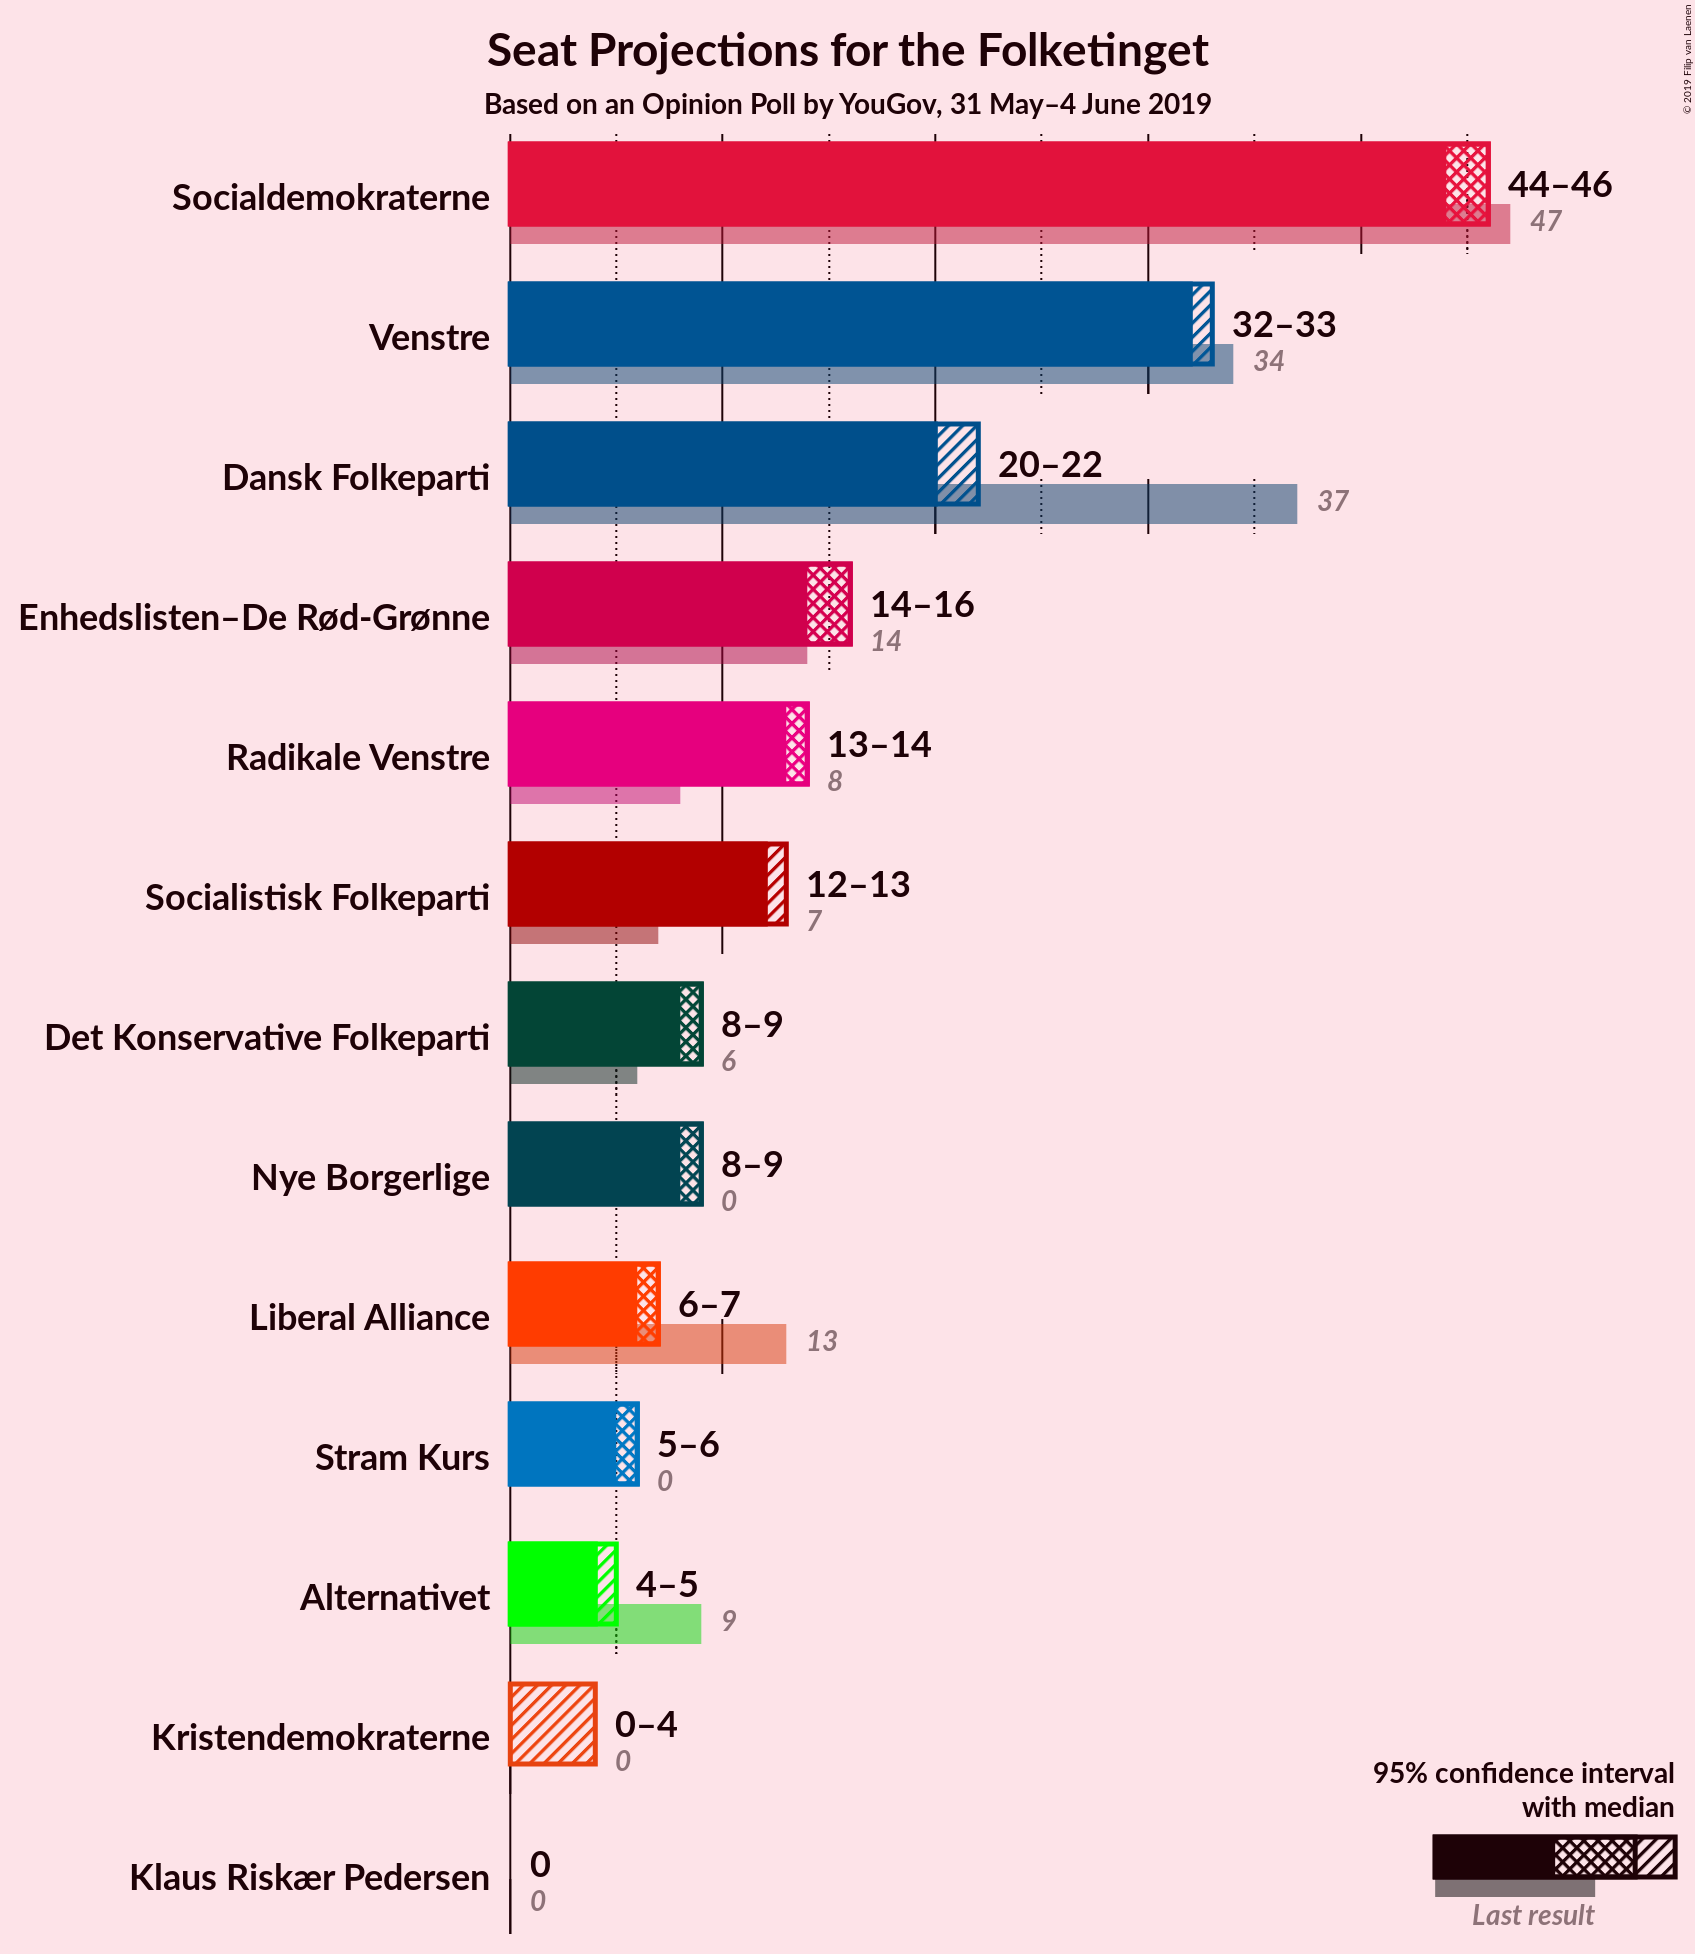 Seat Projections for the Folketinget
Based on an Opinion Poll by YouGov, 31 May–4 June 2019
© 2019 Filip van Laenen
Socialdemokraterne
44–46
47
Venstre
32–33
34
Dansk Folkeparti
20–22
37
Enhedslisten–De Rød-Grønne
14–16
14
Radikale Venstre
13–14
8
Socialistisk Folkeparti
12–13
7
Det Konservative Folkeparti
8–9
6
Nye Borgerlige
8–9
0
Liberal Alliance
6–7
13
Stram Kurs
5–6
0
Alternativet
4–5
9
Kristendemokraterne
0–4
0
Klaus Riskær Pedersen
0
0
95% confidence interval
with median
Last result